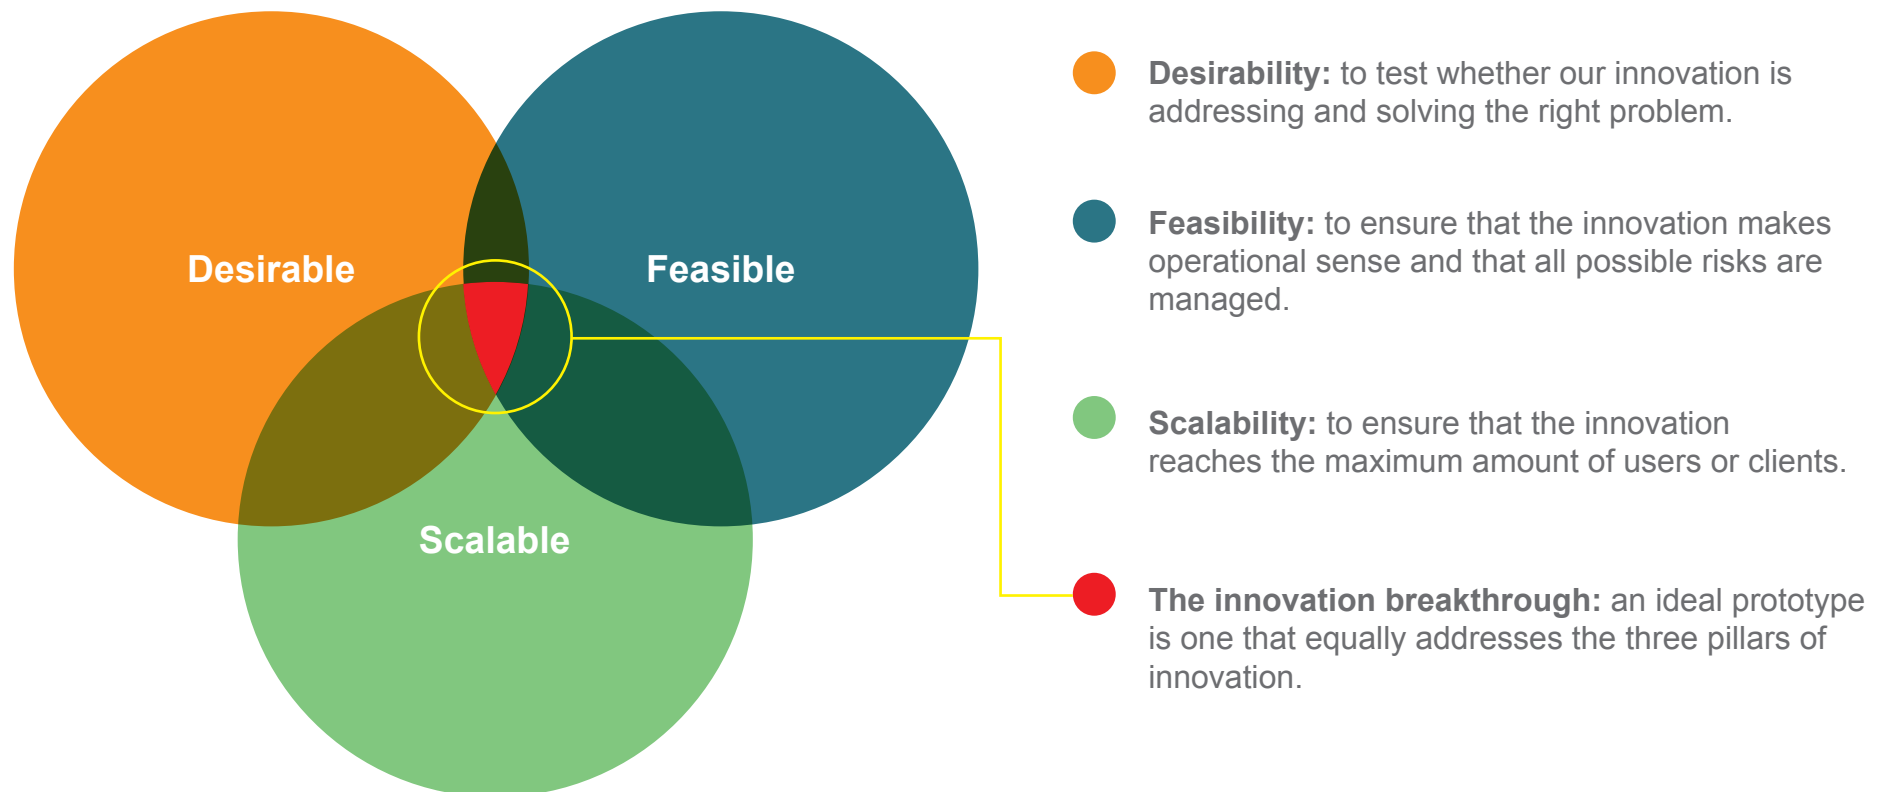 Desirable
Feasible
Scalable
Desirability: to test whether our innovation is
addressing and solving the right problem.
Feasibility: to ensure that the innovation makes
operational sense and that all possible risks are
managed.
Scalability: to ensure that the innovation
reaches the maximum amount of users or clients.
The innovation breakthrough: an ideal prototype
is one that equally addresses the three pillars of
innovation.